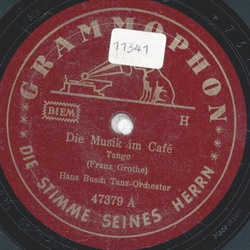 GRAMMOPHON
11341
BIEM
H
Die Musik im Café
Tango
(Franz Grothe)
Hans Busch Tanz-Orchester
47379 A
DIE STIMME SEINES HERRN